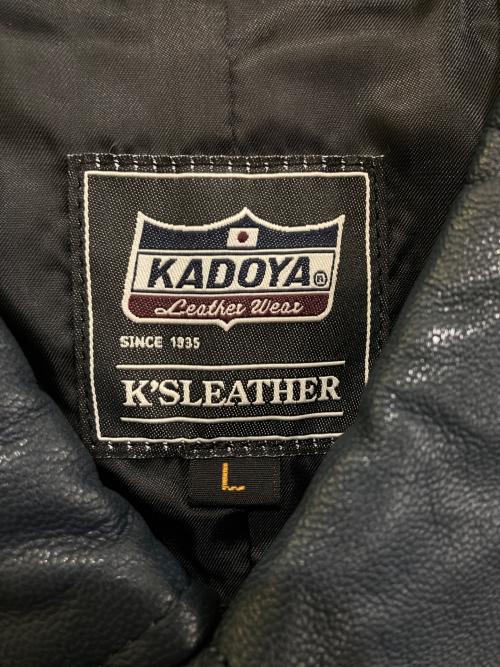 KADOYA®
Leather Wear
SINCE 1935
K'SLEATHER
L